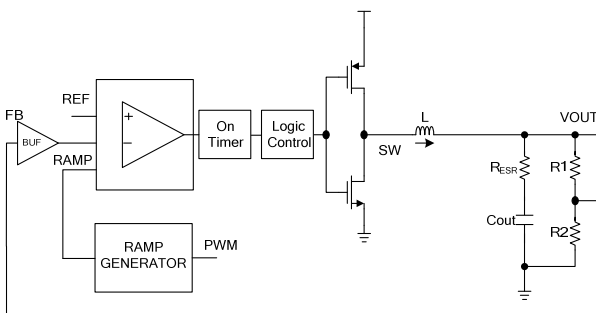 FB
BUF
REF
RAMP
+
−
On
Timer
Logic
Control
RAMP
GENERATOR
PWM
SW
L
VOUT
RESR
Cout
R1
R2